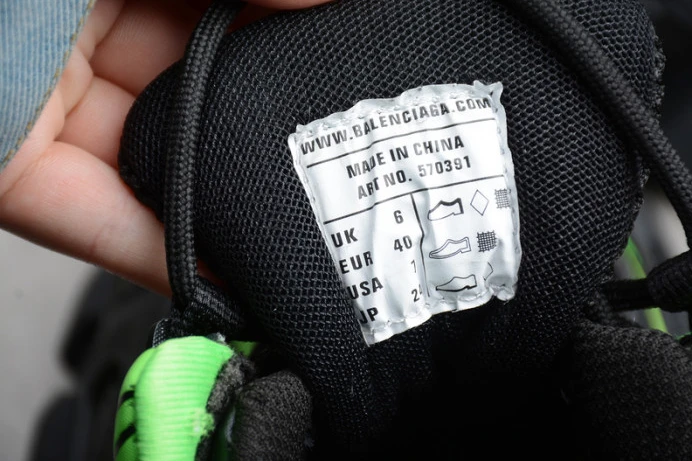 WWW.BALENCIAGA.COM
MADE IN CHINA
ART NO. 570391
UK 6
EUR 40
USA
JP